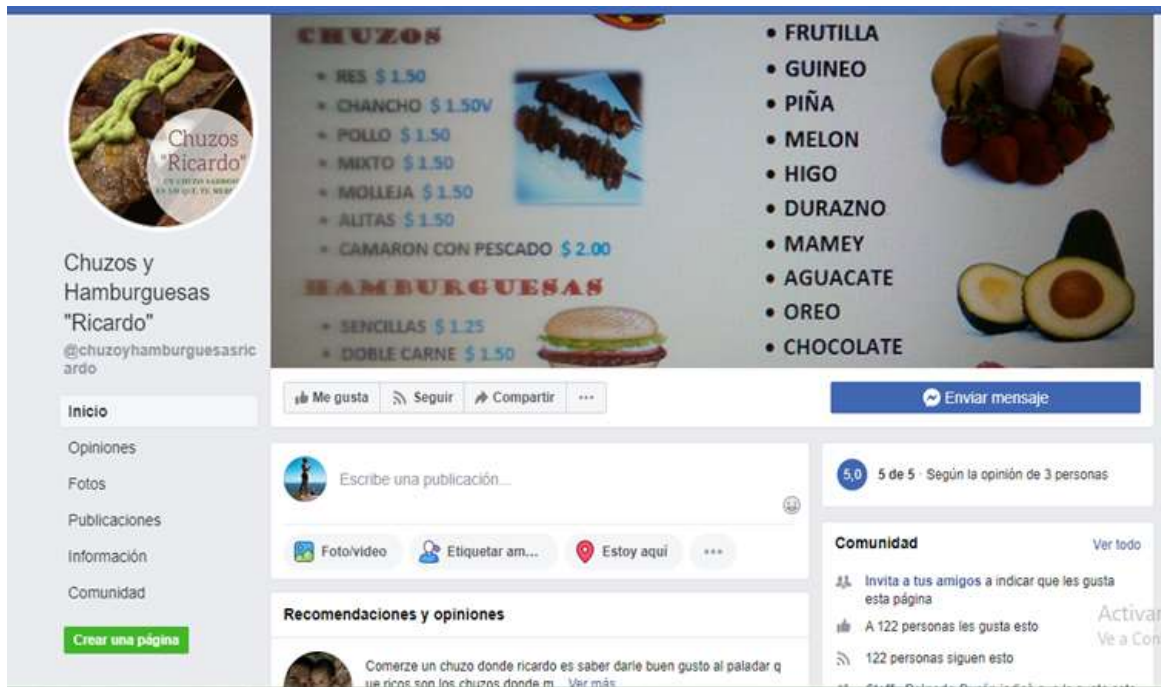 Chuzos
"Ricardo"
Chuzos y
Hamburguesas
"Ricardo"
@chuzoyhamburguesasric
ardo
Inicio
Opiniones
Fotos
Publicaciones
Información
Comunidad
Crear una página
CHUZOS
• RES $ 1.50
• CHANCHO $ 1.50V
• POLLO $ 1.50
• MIXTO $ 1.50
• MOLLEJA $ 1.50
• ALITAS $ 1.50
• CAMARON CON PESCADO $ 2.00
HAMBURGUESAS
• SENCILLAS $ 1.25
• DOBLE CARNE $ 1.50
• FRUTILLA
• GUINEO
• PIÑA
• MELON
• HIGO
• DURAZNO
• MAMEY
• AGUACATE
• OREO
• CHOCOLATE
Me gusta Seguir Compartir ...
Enviar mensaje
Escribe una publicación...
Foto/video Etiquetar am... Estoy aquí ...
Recomendaciones y opiniones
Comerze un chuzo donde ricardo es saber darle buen gusto al paladar q
ue ricos son los chuzos donde m... Ver más
5,0 5 de 5 · Según la opinión de 3 personas
Comunidad Ver todo
Invita a tus amigos a indicar que les gusta
esta página
A 122 personas les gusta esto
122 personas siguen esto
Activar
Ve a Con